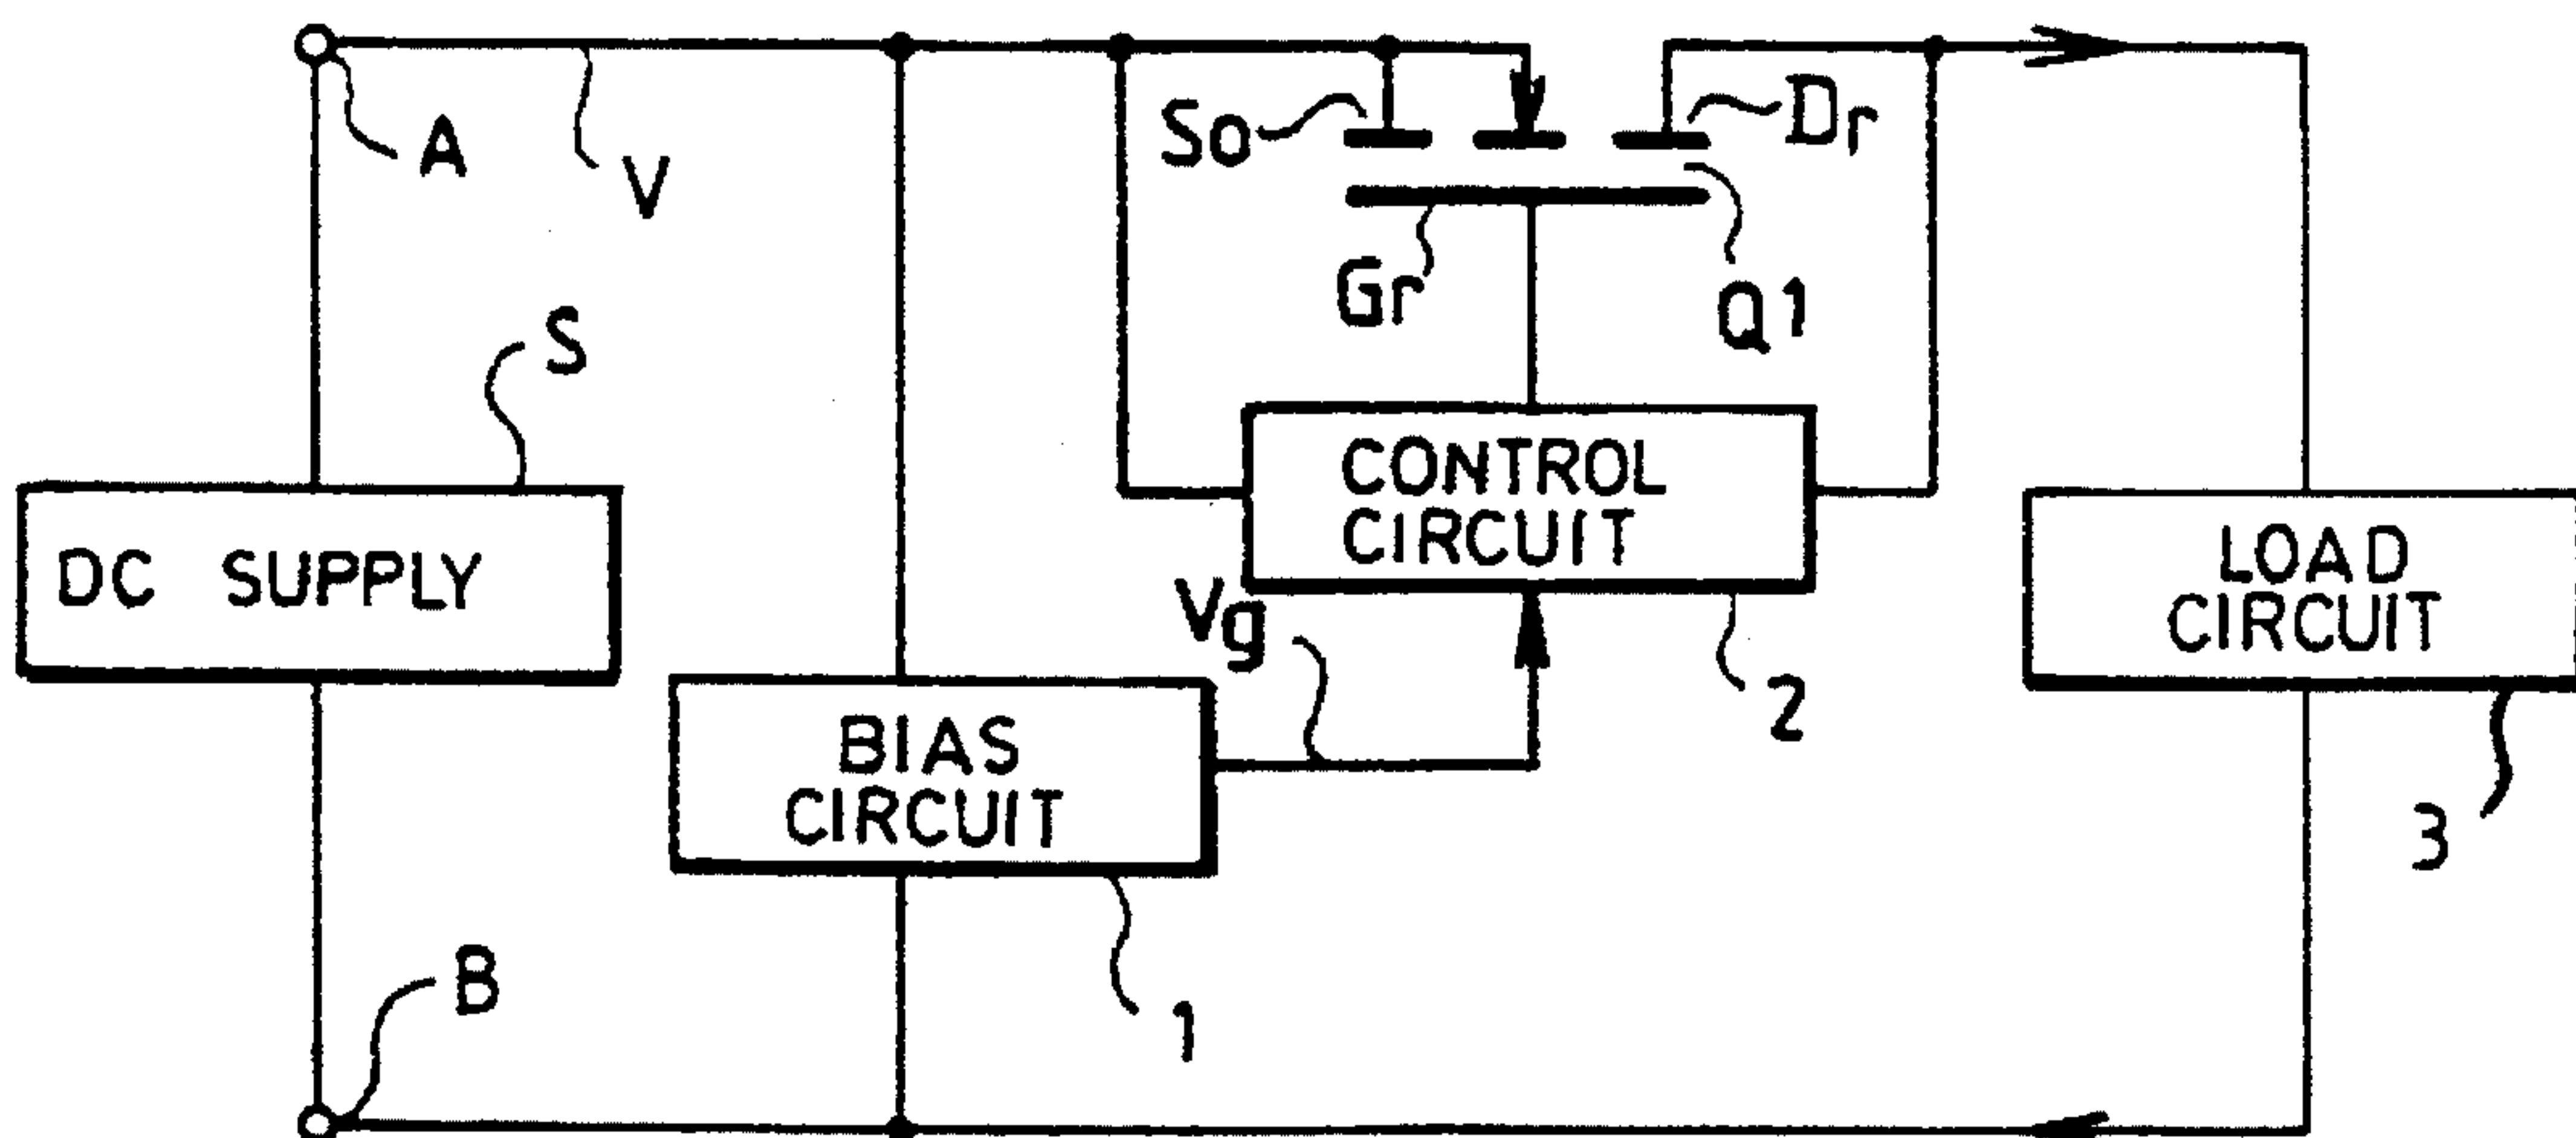 A
V
So
Dr
Gr
Q1
S
DC SUPPLY
CONTROL
CIRCUIT
LOAD
CIRCUIT
Vg
2
BIAS
CIRCUIT
3
B
1